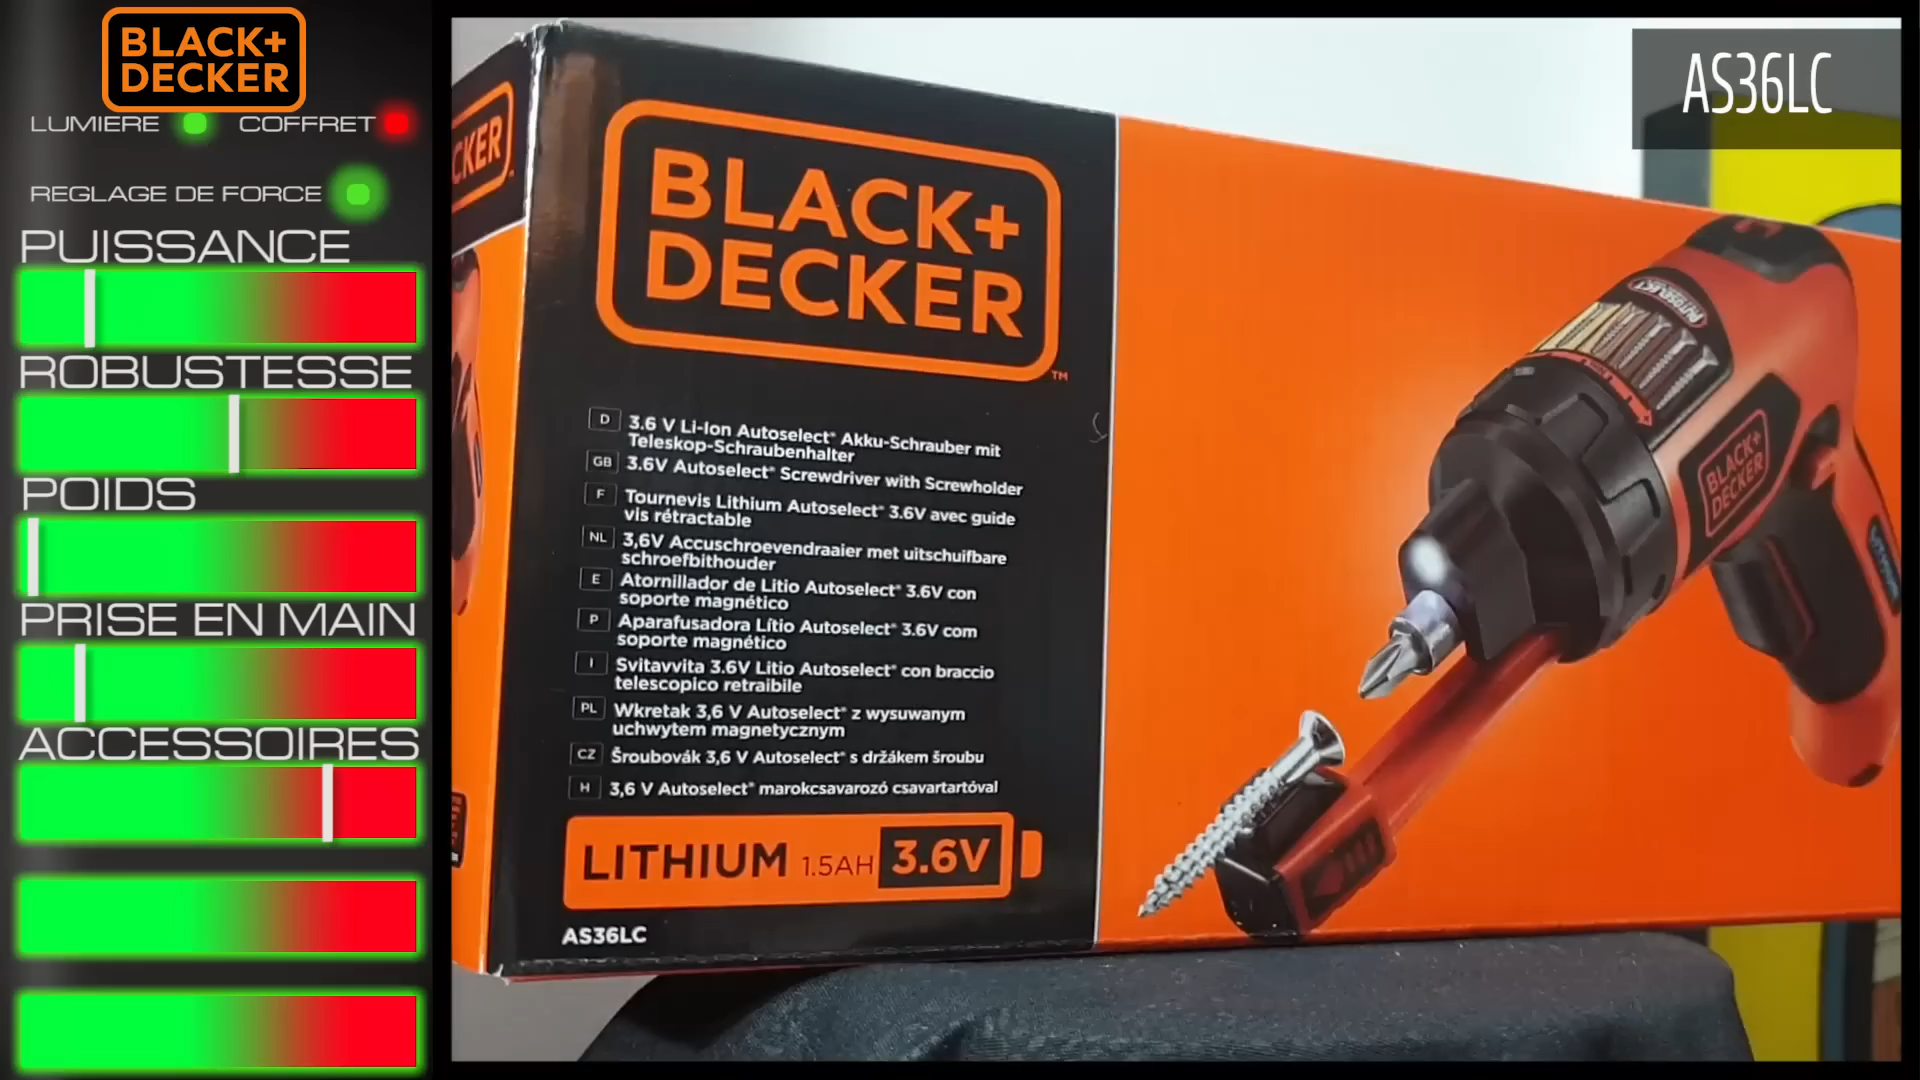 BLACK+
DECKER
LUMIERE
COFFRET
REGLAGE DE FORCE
PUISSANCE
ROBUSTESSE
POIDS
PRISE EN MAIN
ACCESSOIRES
AS36LC
CKER
BLACK+
DECKER
TM
D 3.6 V Li-Ion Autoselect® Akku-Schrauber mit
Teleskop-Schraubenhalter
GB 3.6V Autoselect® Screwdriver with Screwholder
F Tournevis Lithium Autoselect® 3.6V avec guide
vis rétractable
NL 3,6V Accuschroevendraaier met uitschuifbare
schroefbithouder
E Atornillador de Litio Autoselect® 3.6V con
soporte magnético
P Aparafusadora Lítio Autoselect® 3.6V com
soporte magnético
I Svitavvita 3.6V Litio Autoselect® con braccio
telescopico retraibile
PL Wkretak 3,6 V Autoselect® z wysuwanym
uchwytem magnetycznym
CZ Šroubovák 3,6 V Autoselect® s držákem šroubu
H 3,6 V Autoselect® marokcsavarozó csavartartóval
LITHIUM 1.5AH 3.6V
AS36LC
AUTOSELECT
BLACK+
DECKER